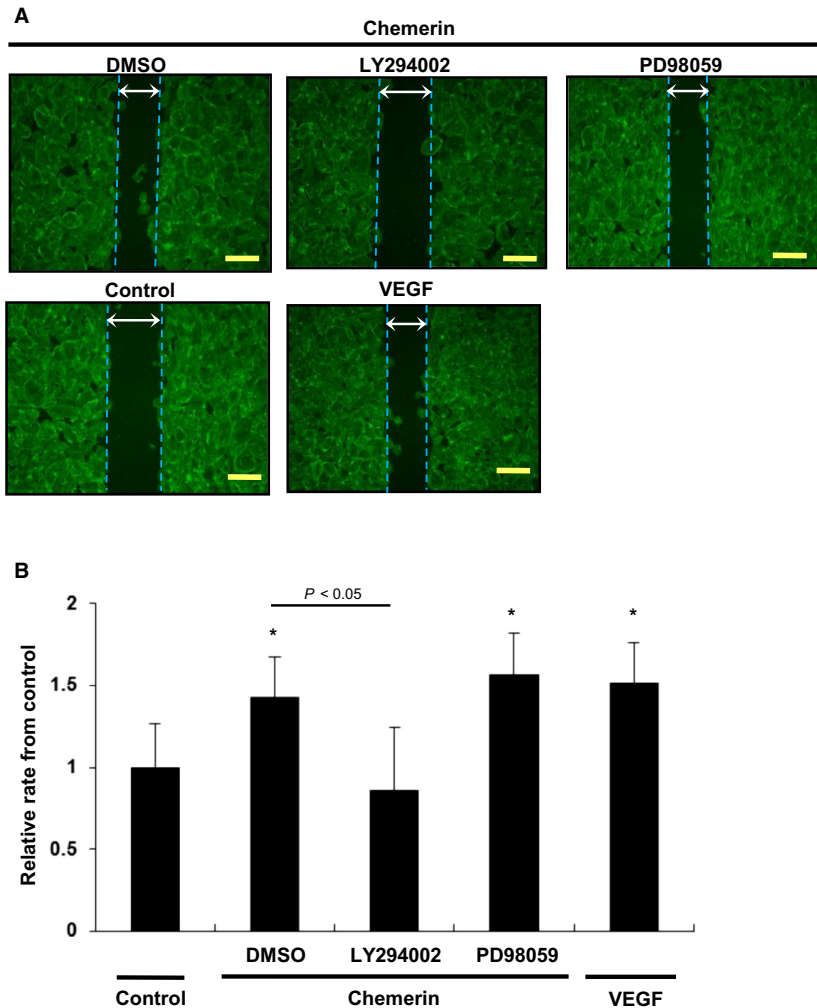 A
Chemerin
DMSO LY294002 PD98059
Control VEGF
B
P < 0.05
2
* * *
1.5
1
0.5
0
Relative rate from control
DMSO LY294002 PD98059
Control Chemerin VEGF